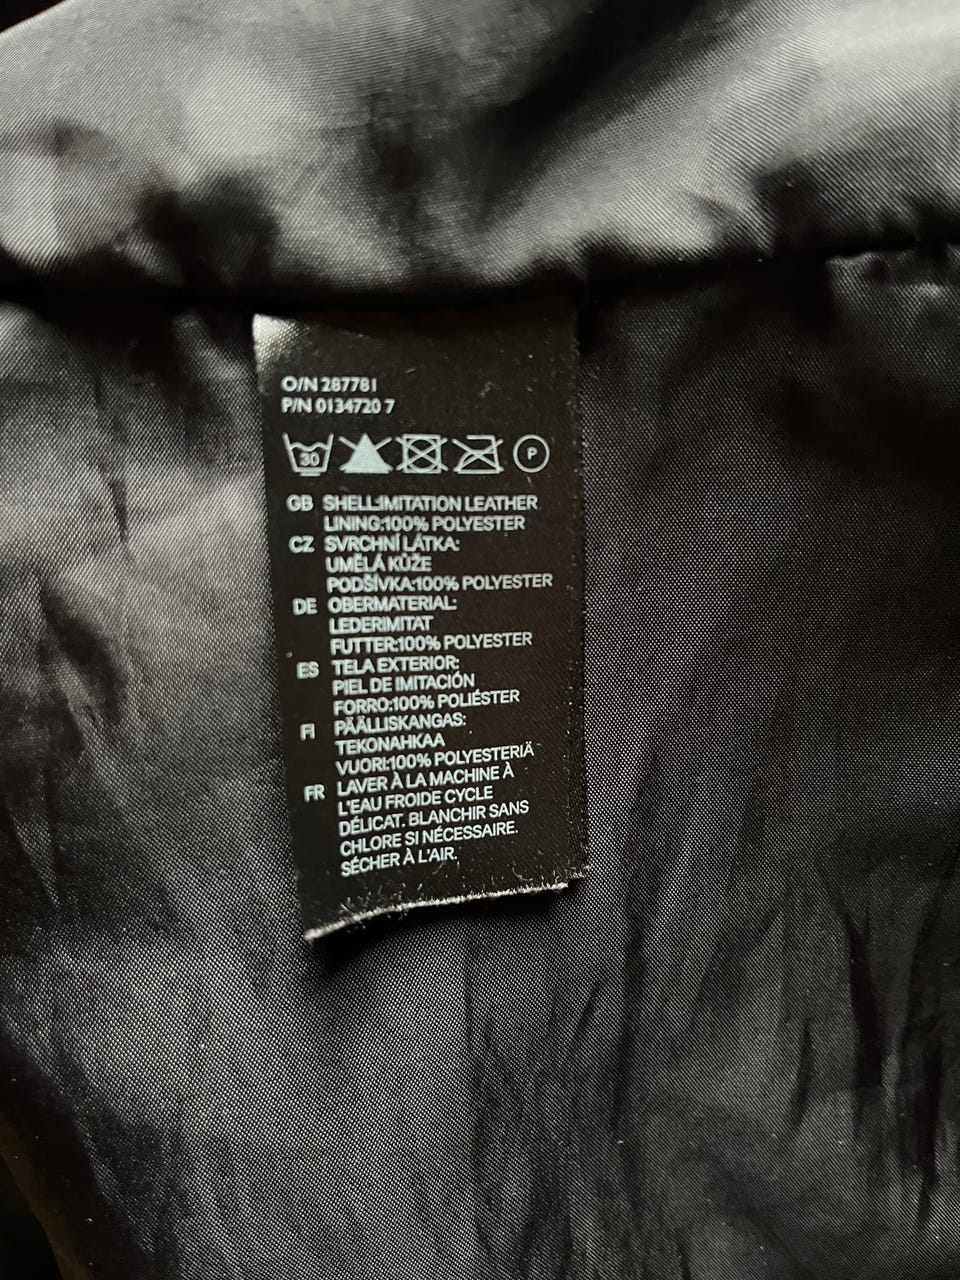 O/N 287781
P/N 0134720 7
30 P
GB SHELL:IMITATION LEATHER
LINING:100% POLYESTER
CZ SVRCHNÍ LÁTKA:
UMĚLÁ KŮŽE
PODŠÍVKA:100% POLYESTER
DE OBERMATERIAL:
LEDERIMITAT
FUTTER:100% POLYESTER
ES TELA EXTERIOR:
PIEL DE IMITACIÓN
FORRO:100% POLIÉSTER
FI PÄÄLLISKANGAS:
TEKONAHKAA
VUORI:100% POLYESTERIÄ
FR LAVER À LA MACHINE À
L'EAU FROIDE CYCLE
DÉLICAT. BLANCHIR SANS
CHLORE SI NÉCESSAIRE.
SÉCHER À L'AIR.